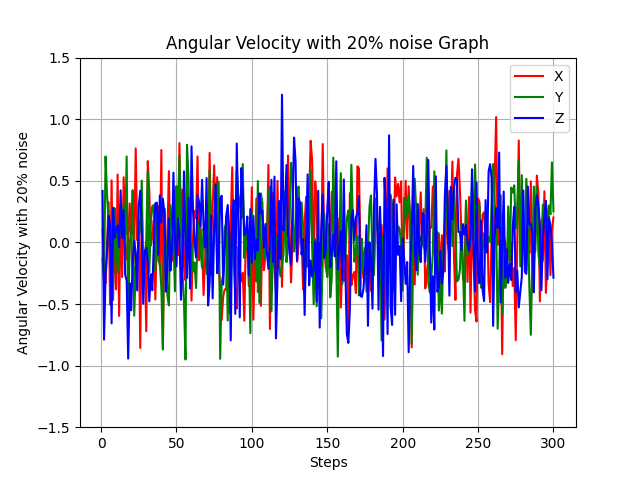 Angular Velocity with 20% noise Graph
X
Y
Z
1.5
1.0
0.5
0.0
−0.5
−1.0
−1.5
Angular Velocity with 20% noise
0 50 100 150 200 250 300
Steps